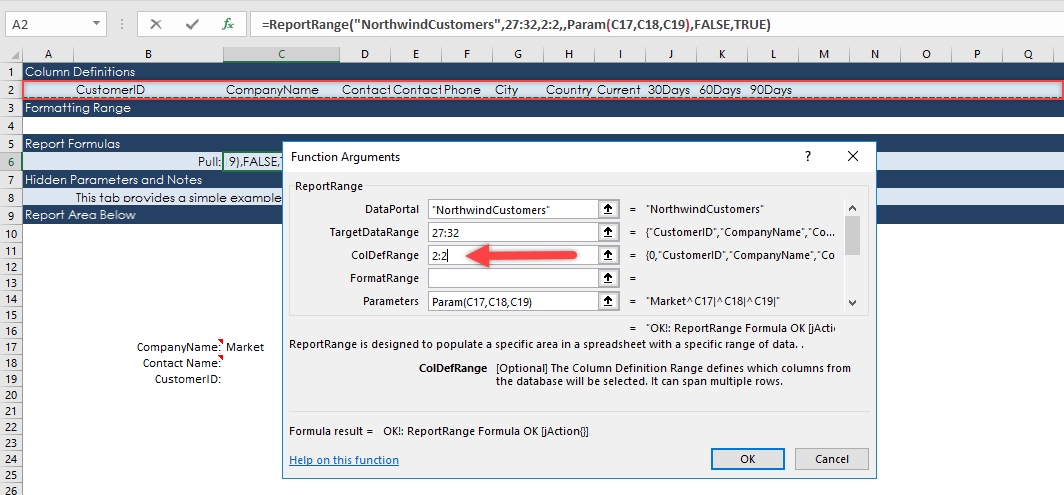 A2
=ReportRange("NorthwindCustomers",27:32,2:2,,Param(C17,C18,C19),FALSE,TRUE)
A B C D E F G H I J K L M N O P Q
1 Column Definitions
2 CustomerID CompanyName Contact Contact Phone City Country Current 30Days 60Days 90Days
3 Formatting Range
4
5 Report Formulas
6 Pull: 9),FALSE,
7 Hidden Parameters and Notes
8 This tab provides a simple example
9 Report Area Below
10
11
12
13
14
15
16
17 CompanyName: Market
18 Contact Name:
19 CustomerID:
20
21
22
23
24
25
26
Function Arguments
?
ReportRange
DataPortal "NorthwindCustomers" = "NorthwindCustomers"
TargetDataRange 27:32 = {"CustomerID","CompanyName","Co...
ColDefRange 2:2 = {0,"CustomerID","CompanyName","Co
FormatRange =
Parameters Param(C17,C18,C19) = "Market^C17|^C18|^C19|"
= "OK!: ReportRange Formula OK [jActio
ReportRange is designed to populate a specific area in a spreadsheet with a specific range of data. .
ColDefRange [Optional] The Column Definition Range defines which columns from
the database will be selected. It can span multiple rows.
Formula result = OK!: ReportRange Formula OK [jAction{}]
Help on this function
OK Cancel